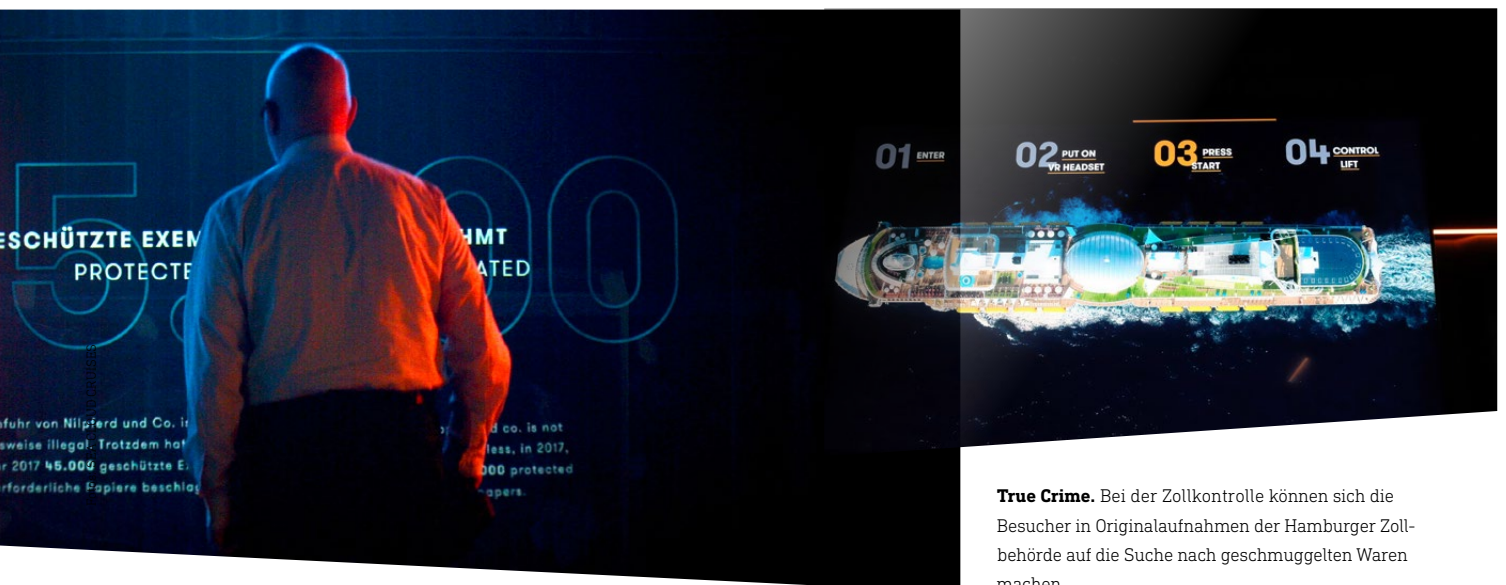 5. 00
ESCHÜTZTE EXEM HMT
PROTECTE ATED
nfuhr von Nilpferd und Co. i
sweise illegal. Trotzdem hat
r 2017 45.000 geschützte E
rforderliche Papiere beschlag
d co. is not
less, in 2017,
000 protected
apers.
01 ENTER
02 PUT ON
VR HEADSET
03 PRESS
START
04 CONTROL
LIFT
True Crime. Bei der Zollkontrolle können sich die
Besucher in Originalaufnahmen der Hamburger Zoll-
behörde auf die Suche nach geschmuggelten Waren
machen.